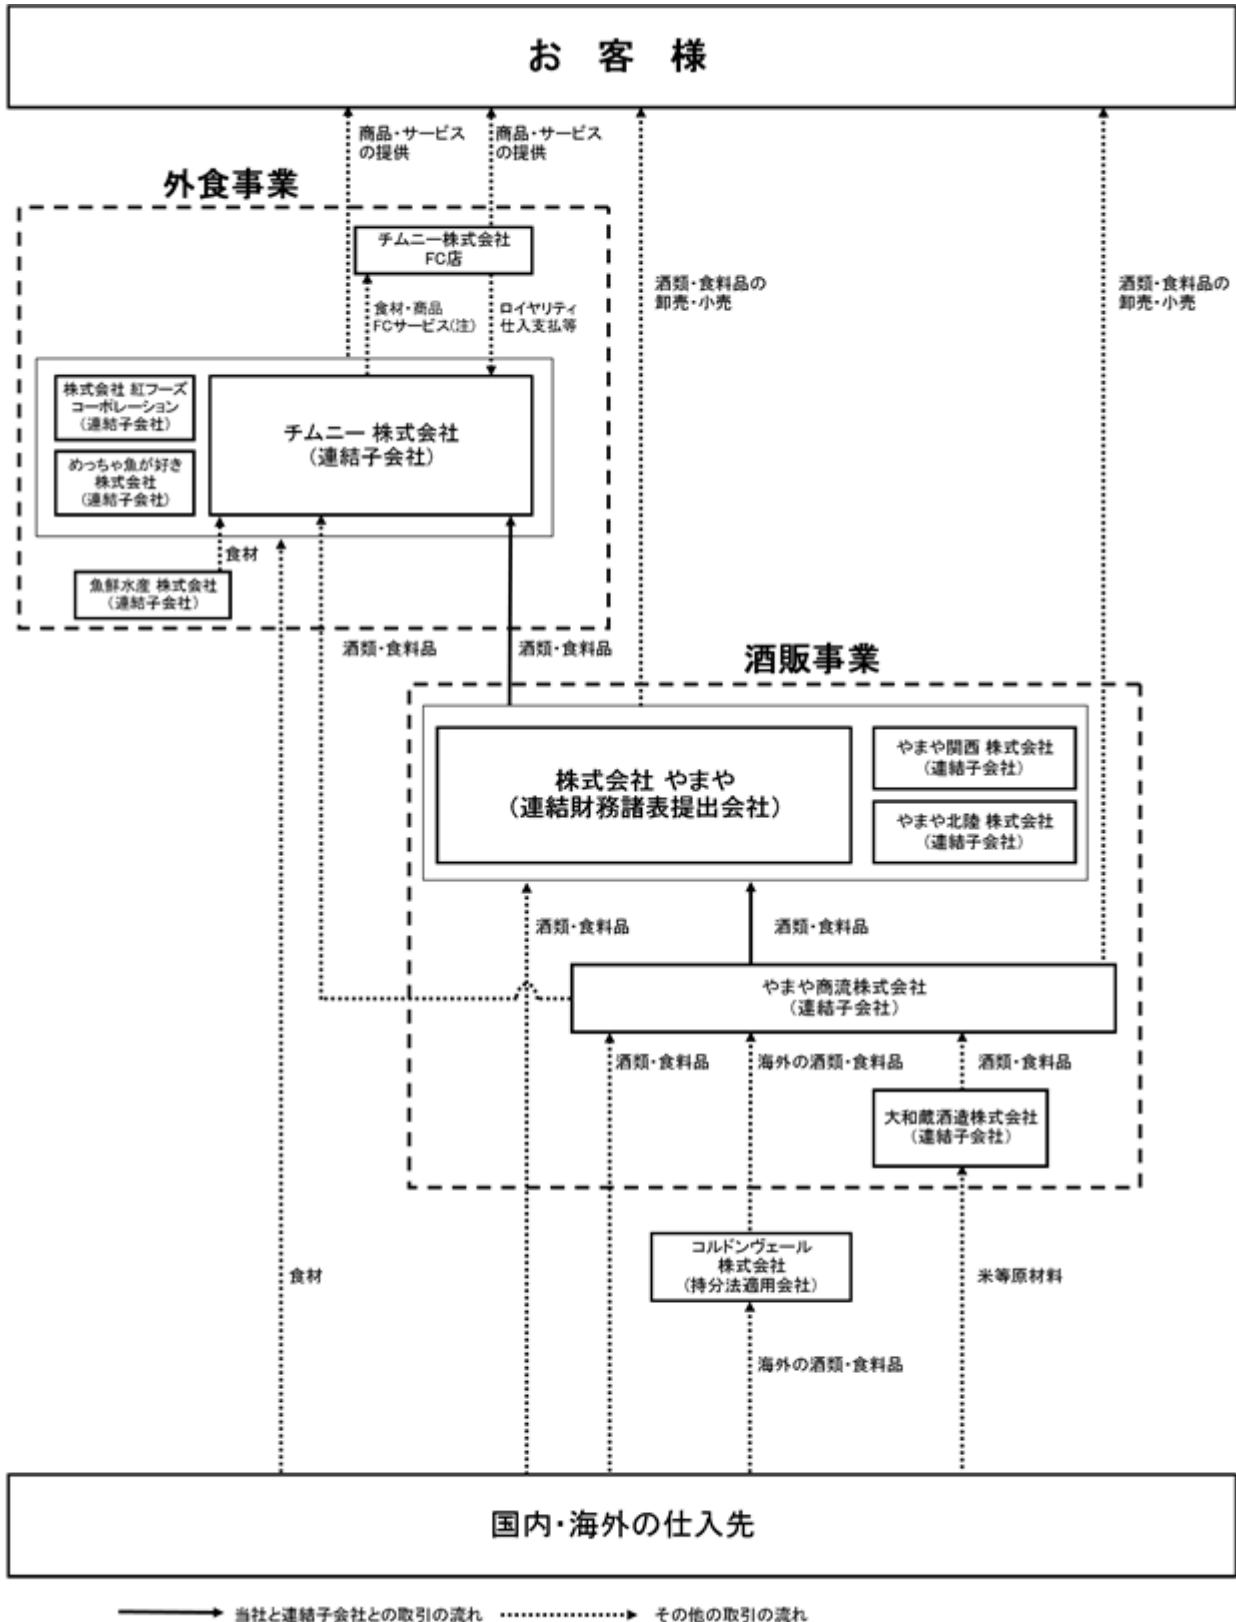 お 客 様
商品・サービス
の提供
商品・サービス
の提供
外食事業
チムニー株式会社
FC店
食材・商品
FCサービス(注)
ロイヤリティ
仕入支払等
酒類・食料品の
卸売・小売
酒類・食料品の
卸売・小売
株式会社 紅フーズ
コーポレーション
(連結子会社)
めっちゃ魚が好き
株式会社
(連結子会社)
チムニー 株式会社
(連結子会社)
食材
魚鮮水産 株式会社
(連結子会社)
酒類・食料品
酒類・食料品
酒販事業
株式会社 やまや
(連結財務諸表提出会社)
やまや関西 株式会社
(連結子会社)
やまや北陸 株式会社
(連結子会社)
酒類・食料品
酒類・食料品
やまや商流株式会社
(連結子会社)
酒類・食料品
海外の酒類・食料品
酒類・食料品
大和蔵酒造株式会社
(連結子会社)
コルドンヴェール
株式会社
(持分法適用会社)
食材
米等原材料
海外の酒類・食料品
国内・海外の仕入先
当社と連結子会社との取引の流れ
その他の取引の流れ